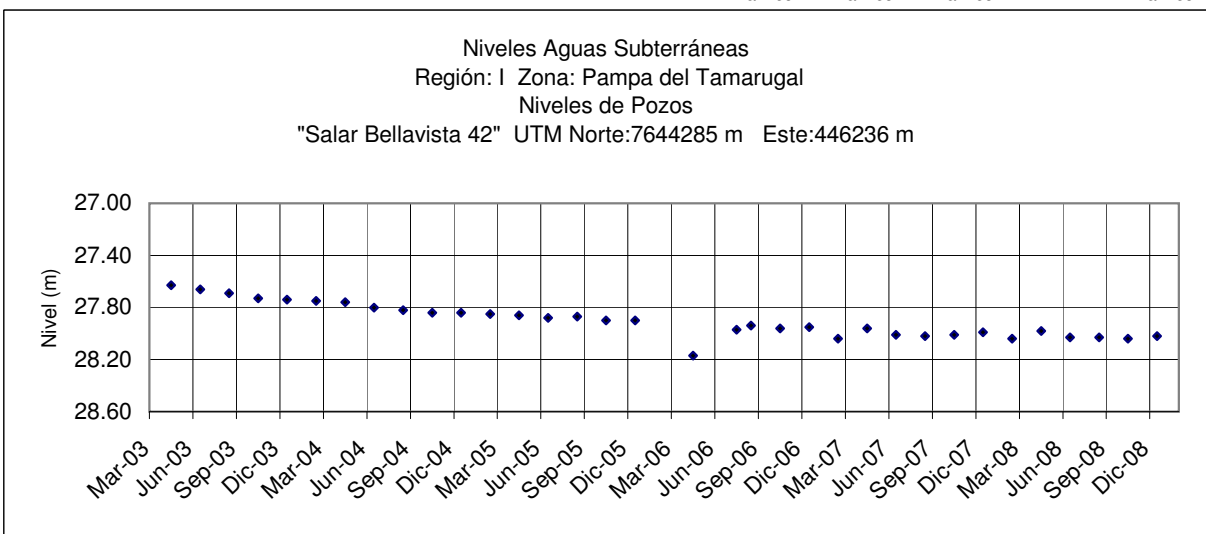 Niveles Aguas Subterráneas
Región: I Zona: Pampa del Tamarugal
Niveles de Pozos
"Salar Bellavista 42" UTM Norte:7644285 m Este:446236 m
Nivel (m)
27.00
27.40
27.80
28.20
28.60
Mar-03
Jun-03
Sep-03
Dic-03
Mar-04
Jun-04
Sep-04
Dic-04
Mar-05
Jun-05
Sep-05
Dic-05
Mar-06
Jun-06
Sep-06
Dic-06
Mar-07
Jun-07
Sep-07
Dic-07
Mar-08
Jun-08
Sep-08
Dic-08